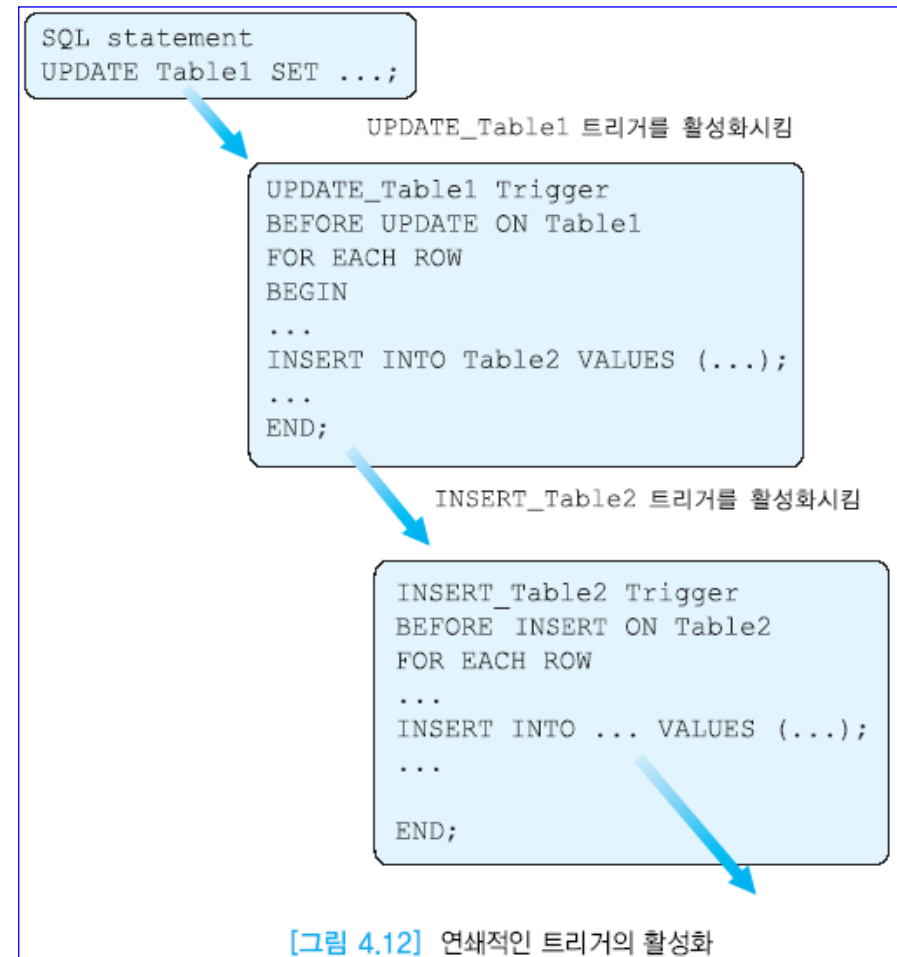 SQL statement
UPDATE Table1 SET ...;
UPDATE_Table1 트리거를 활성화시킴
UPDATE_Table1 Trigger
BEFORE UPDATE ON Table1
FOR EACH ROW
BEGIN
...
INSERT INTO Table2 VALUES (...);
...
END;
INSERT_Table2 트리거를 활성화시킴
INSERT_Table2 Trigger
BEFORE INSERT ON Table2
FOR EACH ROW
...
INSERT INTO ... VALUES (...);
...
END;
[그림 4.12] 연쇄적인 트리거의 활성화